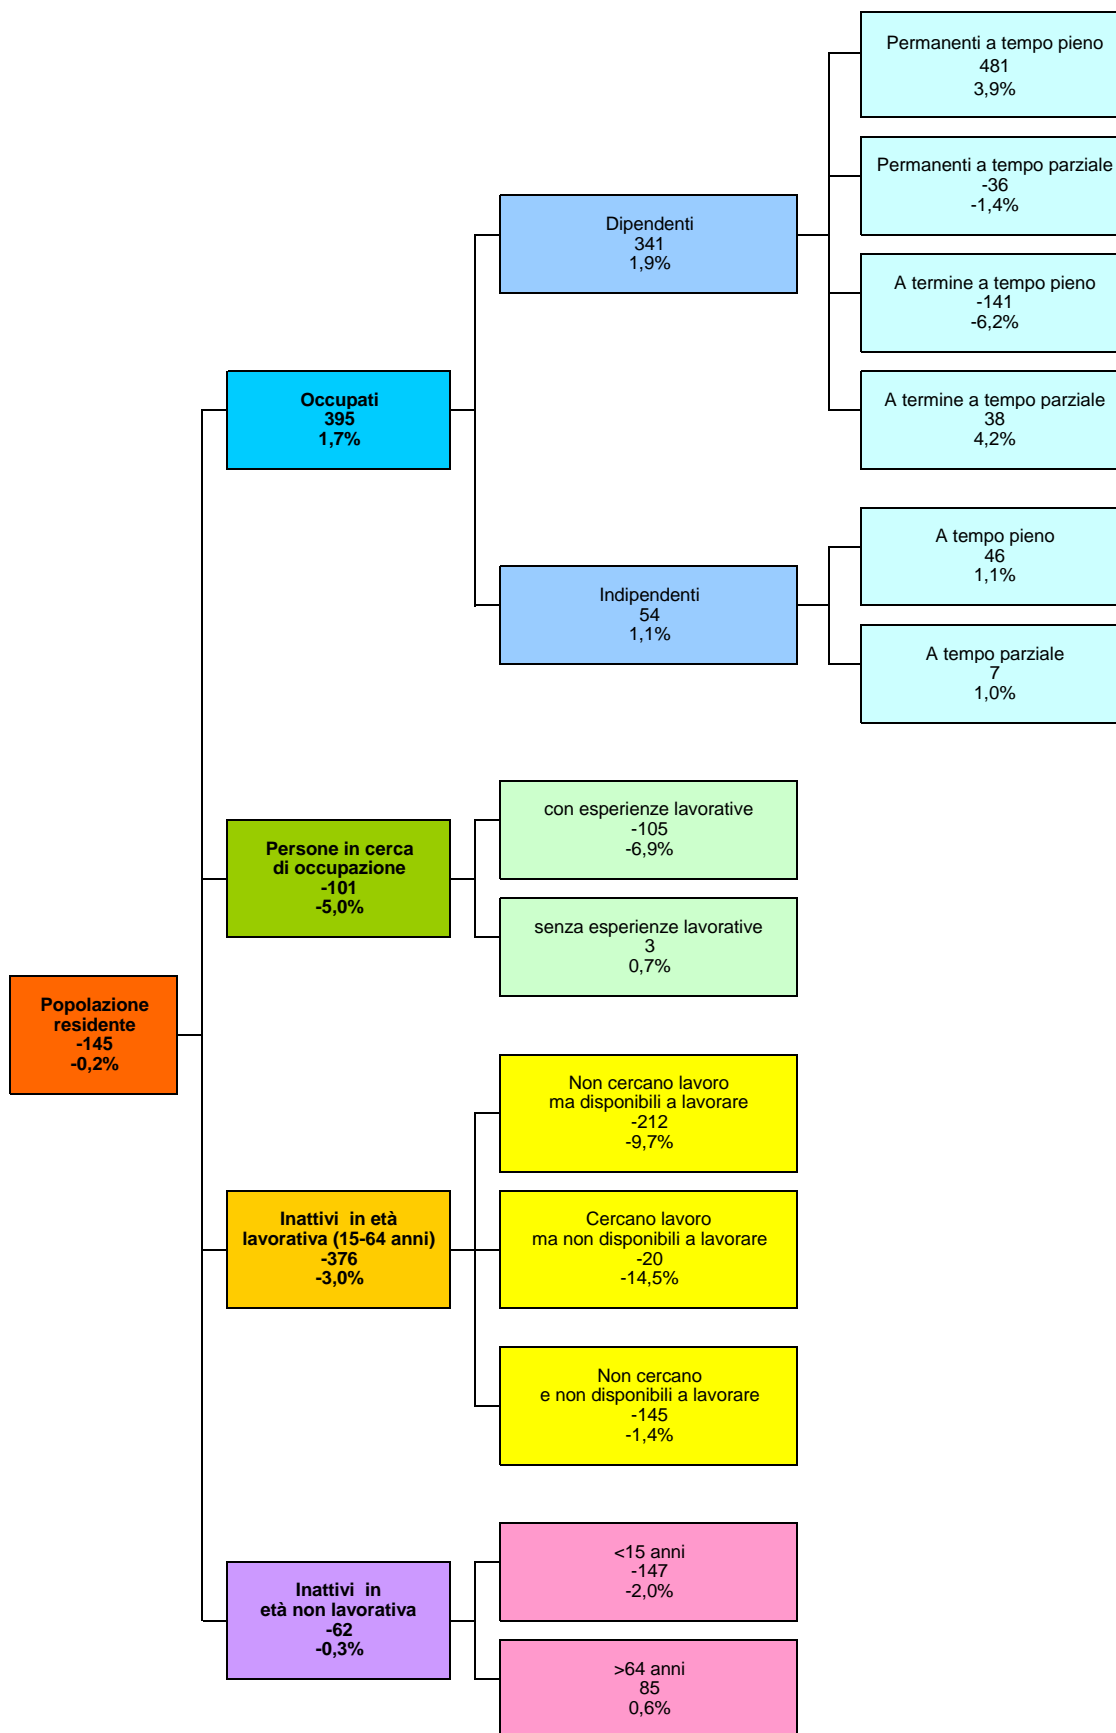 Permanenti a tempo pieno
481
3,9%
Permanenti a tempo parziale
-36
-1,4%
Dipendenti
341
1,9%
A termine a tempo pieno
-141
-6,2%
Occupati
395
1,7%
A termine a tempo parziale
38
4,2%
A tempo pieno
46
1,1%
Indipendenti
54
1,1%
A tempo parziale
7
1,0%
con esperienze lavorative
-105
-6,9%
Persone in cerca
di occupazione
-101
-5,0%
senza esperienze lavorative
3
0,7%
Popolazione
residente
-145
-0,2%
Non cercano lavoro
ma disponibili a lavorare
-212
-9,7%
Inattivi  in età
lavorativa (15-64 anni)
-376
-3,0%
Cercano lavoro
ma non disponibili a lavorare
-20
-14,5%
Non cercano
e non disponibili a lavorare
-145
-1,4%
<15 anni
-147
-2,0%
Inattivi  in
età non lavorativa
-62
-0,3%
>64 anni
85
0,6%